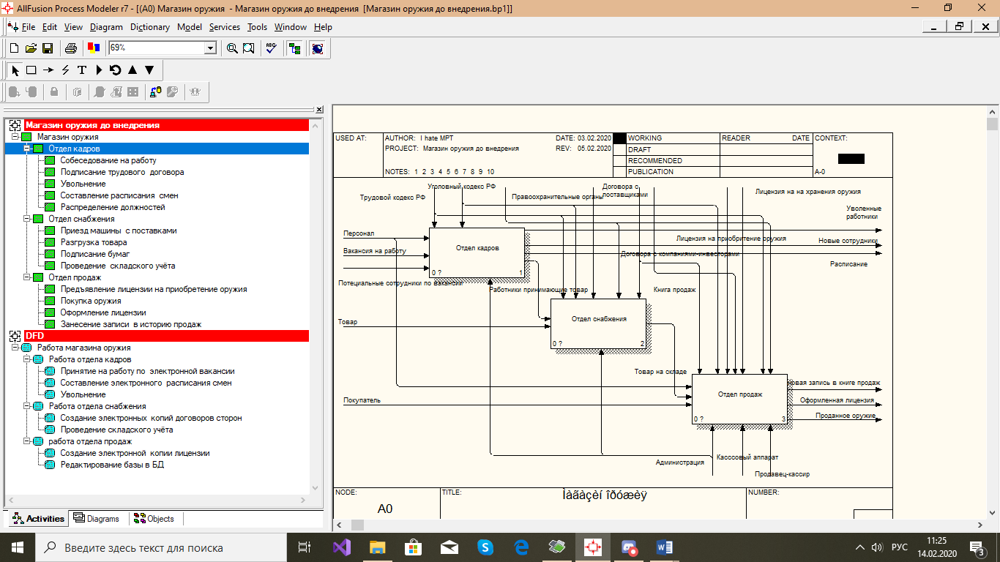 AllFusion Process Modeler r7 - [(A0) Магазин оружия - Магазин оружия до внедрения [Магазин оружия до внедрения.bp1]]
File Edit View Diagram Dictionary Model Services Tools Window Help
69%
Магазин оружия до внедрения
Магазин оружия
Отдел кадров
Собеседование на работу
Подписание трудового договора
Увольнение
Составление расписания смен
Распределение должностей
Отдел снабжения
Приезд машины с поставками
Разгрузка товара
Подписание бумаг
Проведение складского учёта
Отдел продаж
Предъявление лицензии на приобретение оружия
Покупка оружия
Оформление лицензии
Занесение записи в историю продаж
DFD
Работа магазина оружия
Работа отдела кадров
Принятие на работу по электронной вакансии
Составление электронного расписания смен
Увольнение
Работа отдела снабжения
Создание электронных копий договоров сторон
Проведение складского учёта
работа отдела продаж
Создание электронной копии лицензии
Редактирование базы в БД
Activities Diagrams Objects
USED AT: AUTHOR: I hate MPT DATE: 03.02.2020 WORKING READER DATE CONTEXT:
PROJECT: Магазин оружия до внедрения REV: 05.02.2020 DRAFT
RECOMMENDED
NOTES: 1 2 3 4 5 6 7 8 9 10 PUBLICATION A-0
Уголовный кодекс РФ
Договора с
поставщиками
Трудовой кодекс РФ
Правоохранительные органы
Лицензия на на хранения оружия
Уволенные
работники
Персонал
Лицензия на приобритение оружия
Новые сотрудники
Вакансия на работу
Отдел кадров
Договора с компаниями-инвесторами
Расписание
0 ? 1
Потециальные сотрудники по вакансии
Работники принимающие товар
Книга продаж
Товар
Отдел снабжения
0 ? 2
Товар на складе
новая запись в книге продаж
Покупатель
Отдел продаж
Оформленная лицензия
0 ? 3
Проданное оружие
Администрация
Касссовый аппарат
Продавец-кассир
NODE: TITLE: NUMBER:
A0 Ìàãàçèí îðóæèÿ
Введите здесь текст для поиска
РУС
11:25
14.02.2020
3